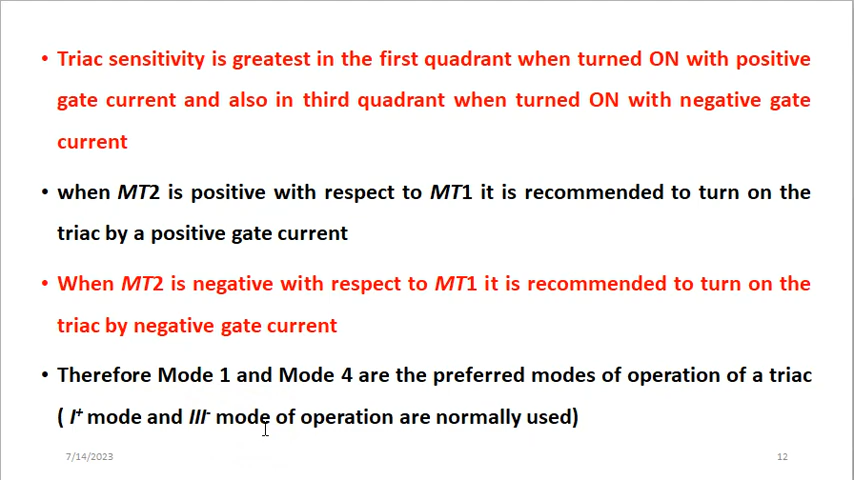 • Triac sensitivity is greatest in the first quadrant when turned ON with positive
gate current and also in third quadrant when turned ON with negative gate
current
• when MT2 is positive with respect to MT1 it is recommended to turn on the
triac by a positive gate current
• When MT2 is negative with respect to MT1 it is recommended to turn on the
triac by negative gate current
• Therefore Mode 1 and Mode 4 are the preferred modes of operation of a triac
( I⁺ mode and III⁻ mode of operation are normally used)
7/14/2023
12